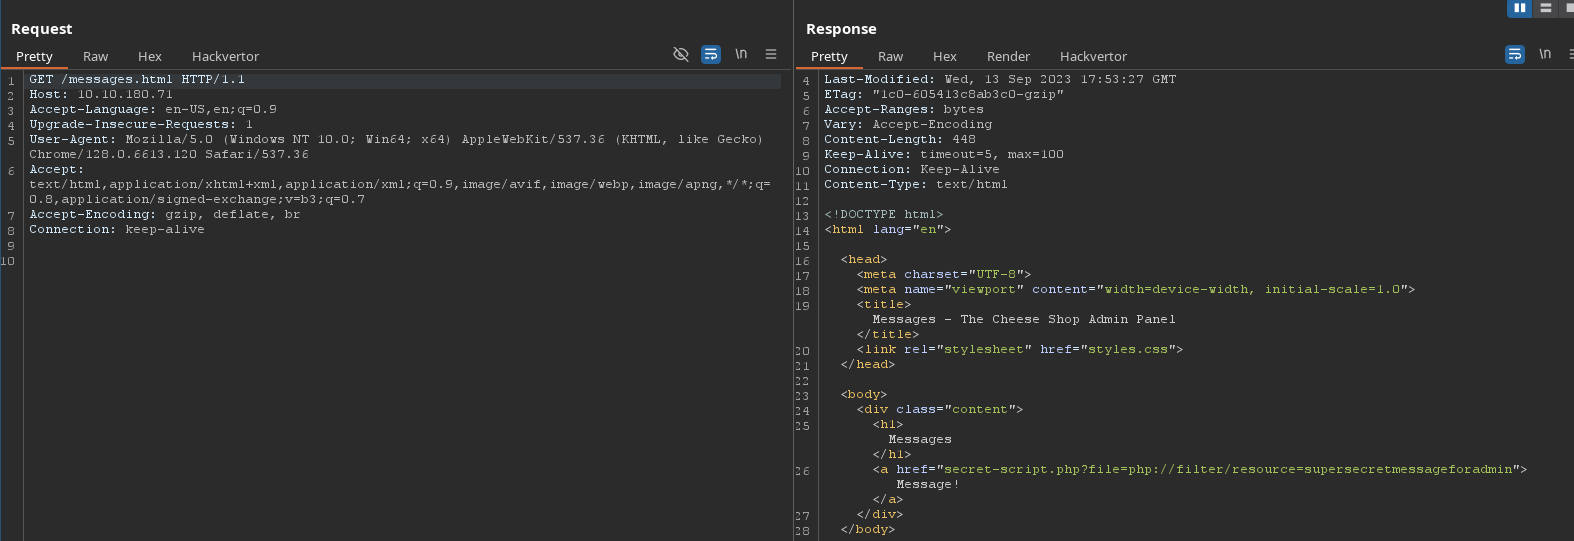 Request
Pretty Raw Hex Hackvertor \n
1 GET /messages.html HTTP/1.1
2 Host: 10.10.180.71
3 Accept-Language: en-US,en;q=0.9
4 Upgrade-Insecure-Requests: 1
5 User-Agent: Mozilla/5.0 (Windows NT 10.0; Win64; x64) AppleWebKit/537.36 (KHTML, like Gecko)
Chrome/128.0.6613.120 Safari/537.36
6 Accept:
text/html,application/xhtml+xml,application/xml;q=0.9,image/avif,image/webp,image/apng,*/*;q=
0.8,application/signed-exchange;v=b3;q=0.7
7 Accept-Encoding: gzip, deflate, br
8 Connection: keep-alive
9
10
Response
Pretty Raw Hex Render Hackvertor \n
4 Last-Modified: Wed, 13 Sep 2023 17:53:27 GMT
5 ETag: "1c0-605413c8ab3c0-gzip"
6 Accept-Ranges: bytes
7 Vary: Accept-Encoding
8 Content-Length: 448
9 Keep-Alive: timeout=5, max=100
10 Connection: Keep-Alive
11 Content-Type: text/html
12
13 <!DOCTYPE html>
14 <html lang="en">
15
16 <head>
17 <meta charset="UTF-8">
18 <meta name="viewport" content="width=device-width, initial-scale=1.0">
19 <title>
Messages - The Cheese Shop Admin Panel
</title>
20 <link rel="stylesheet" href="styles.css">
21 </head>
22
23 <body>
24 <div class="content">
25 <h1>
Messages
</h1>
26 <a href="secret-script.php?file=php://filter/resource=supersecretmessageforadmin">
Message!
</a>
27 </div>
28 </body>